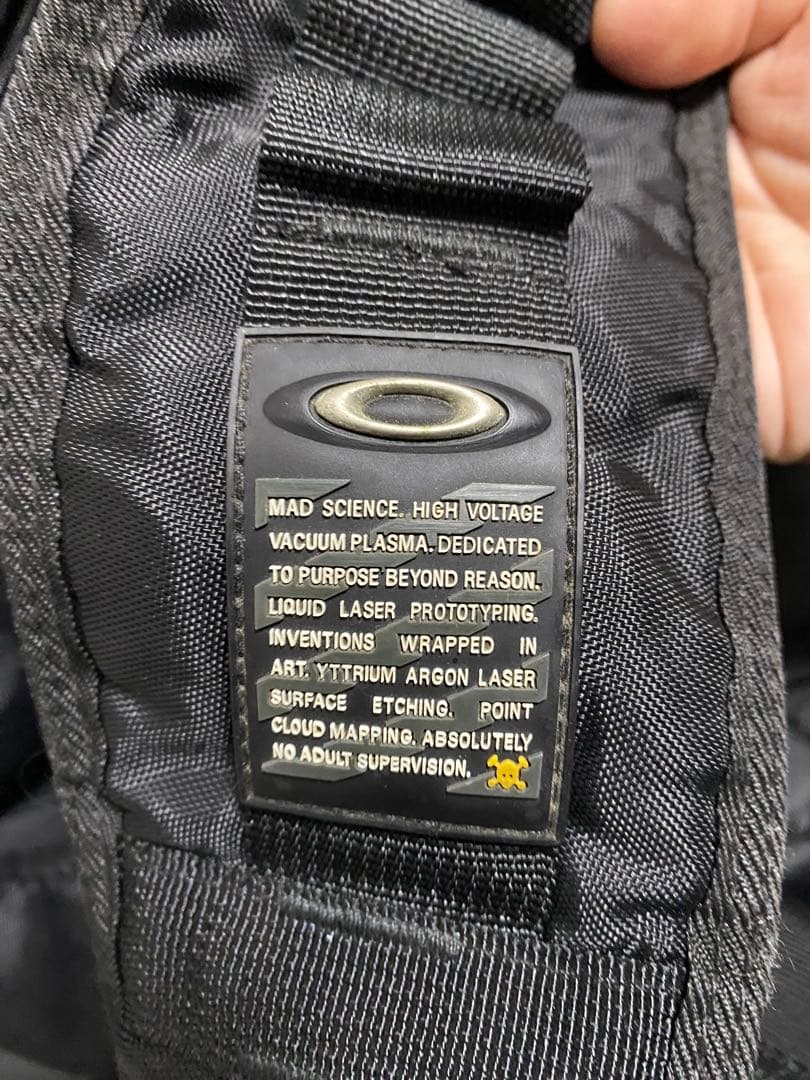 MAD SCIENCE. HIGH VOLTAGE
VACUUM PLASMA. DEDICATED
TO PURPOSE BEYOND REASON.
LIQUID LASER PROTOTYPING.
INVENTIONS WRAPPED IN
ART. YTTRIUM ARGON LASER
SURFACE ETCHING. POINT
CLOUD MAPPING. ABSOLUTELY
NO ADULT SUPERVISION.